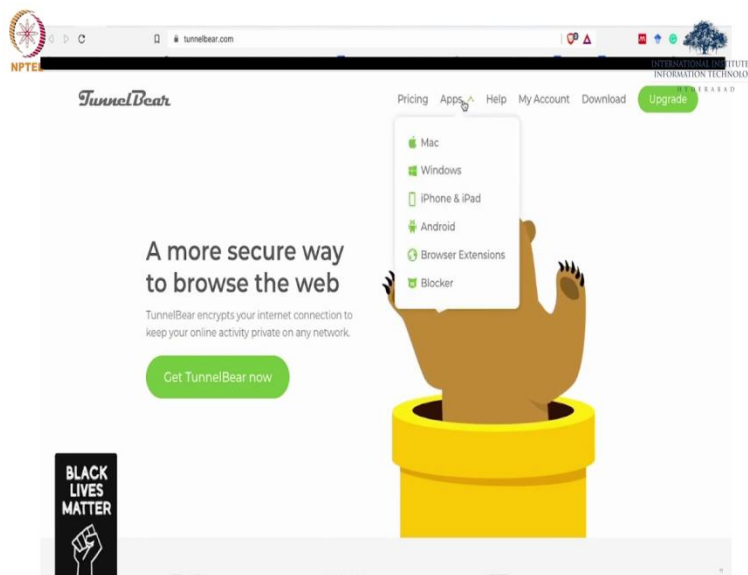 NPTEL
tunnelbear.com
INTERNATIONAL INSTITUTE
INFORMATION TECHNOLO
HYDERABAD
TunnelBear
Pricing Apps Help My Account Download Upgrade
Mac
Windows
iPhone & iPad
Android
Browser Extensions
Blocker
A more secure way
to browse the web
TunnelBear encrypts your internet connection to
keep your online activity private on any network.
Get TunnelBear now
BLACK
LIVES
MATTER